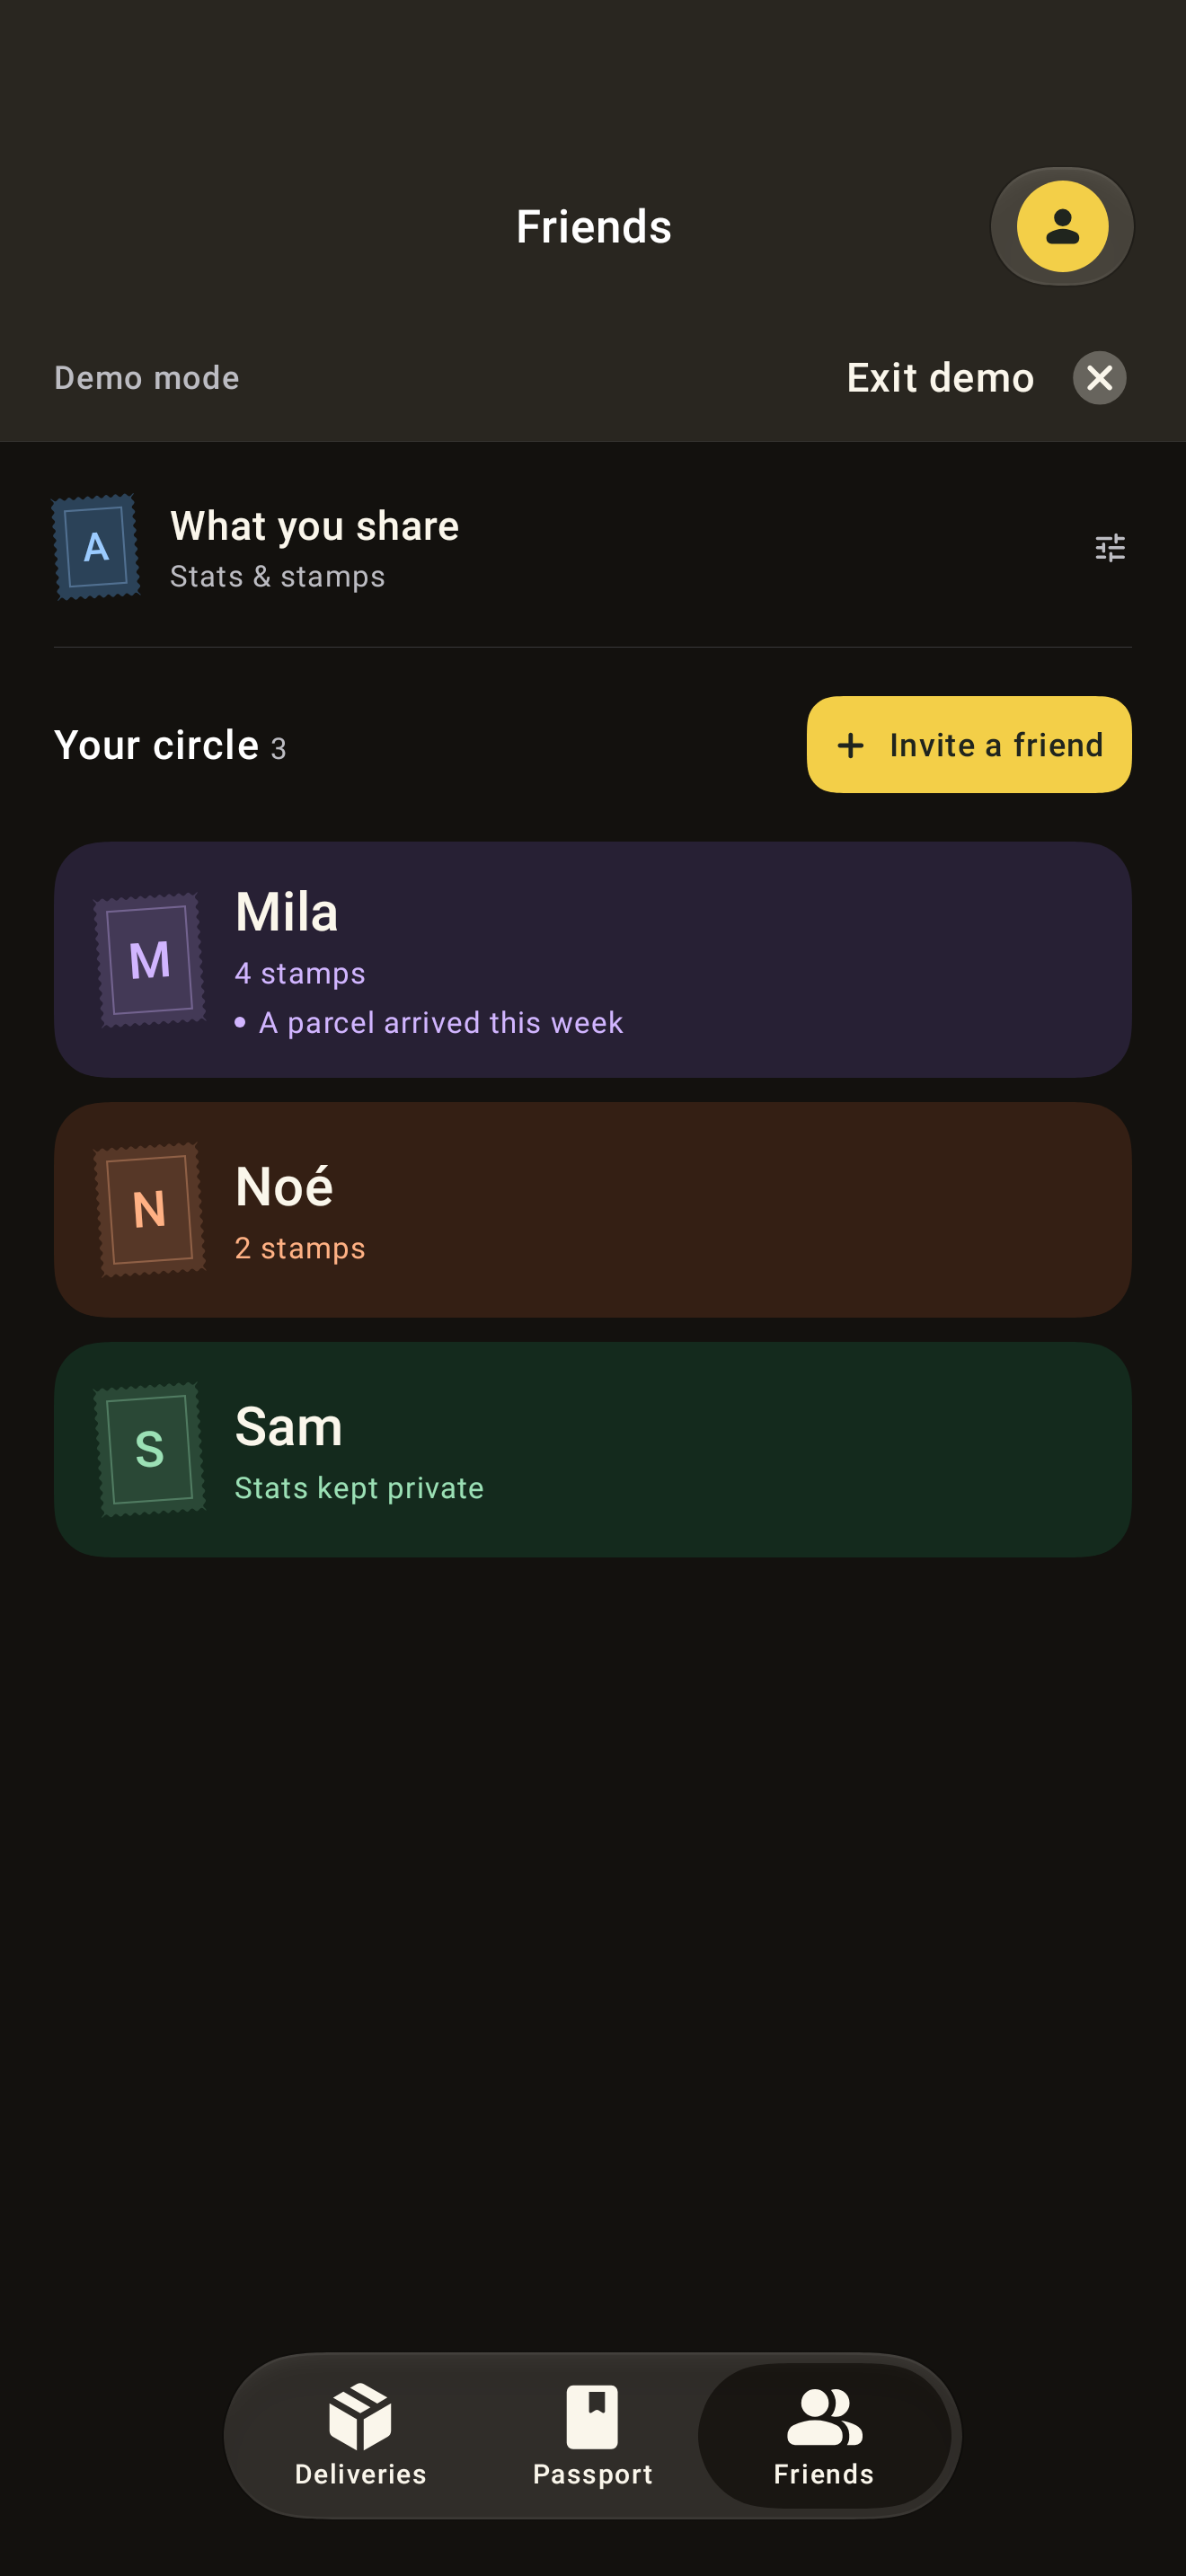 Friends
Demo mode
Exit demo
A
What you share
Stats & stamps
Your circle 3
+ Invite a friend
M
Mila
4 stamps
• A parcel arrived this week
N
Noé
2 stamps
S
Sam
Stats kept private
Deliveries
Passport
Friends